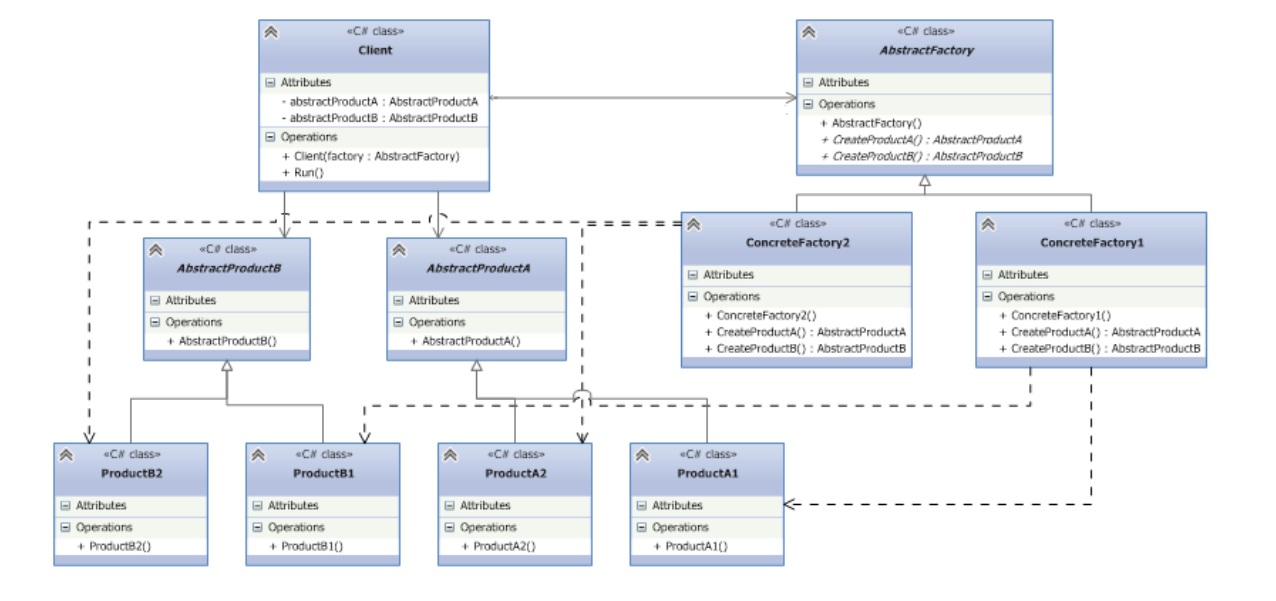 «C# class»
Client
Attributes
- abstractProductA : AbstractProductA
- abstractProductB : AbstractProductB
Operations
+ Client(factory : AbstractFactory)
+ Run()
«C# class»
AbstractFactory
Attributes
Operations
+ AbstractFactory()
+ CreateProductA() : AbstractProductA
+ CreateProductB() : AbstractProductB
«C# class»
AbstractProductB
Attributes
Operations
+ AbstractProductB()
«C# class»
AbstractProductA
Attributes
Operations
+ AbstractProductA()
«C# class»
ConcreteFactory2
Attributes
Operations
+ ConcreteFactory2()
+ CreateProductA() : AbstractProductA
+ CreateProductB() : AbstractProductB
«C# class»
ConcreteFactory1
Attributes
Operations
+ ConcreteFactory1()
+ CreateProductA() : AbstractProductA
+ CreateProductB() : AbstractProductB
«C# class»
ProductB2
Attributes
Operations
+ ProductB2()
«C# class»
ProductB1
Attributes
Operations
+ ProductB1()
«C# class»
ProductA2
Attributes
Operations
+ ProductA2()
«C# class»
ProductA1
Attributes
Operations
+ ProductA1()